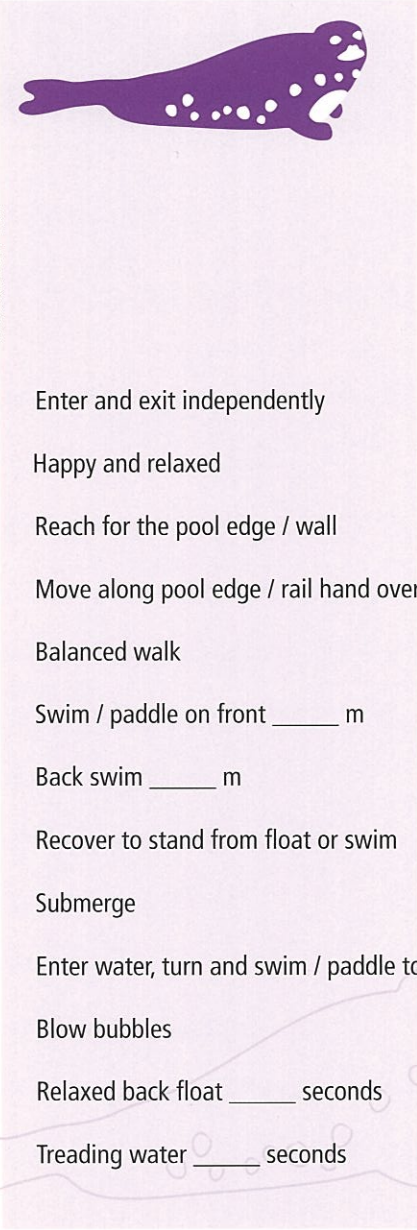 Enter and exit independently
Happy and relaxed
Reach for the pool edge / wall
Move along pool edge / rail hand over
Balanced walk
Swim / paddle on front ______ m
Back swim ______ m
Recover to stand from float or swim
Submerge
Enter water, turn and swim / paddle to
Blow bubbles
Relaxed back float ______ seconds
Treading water ______ seconds